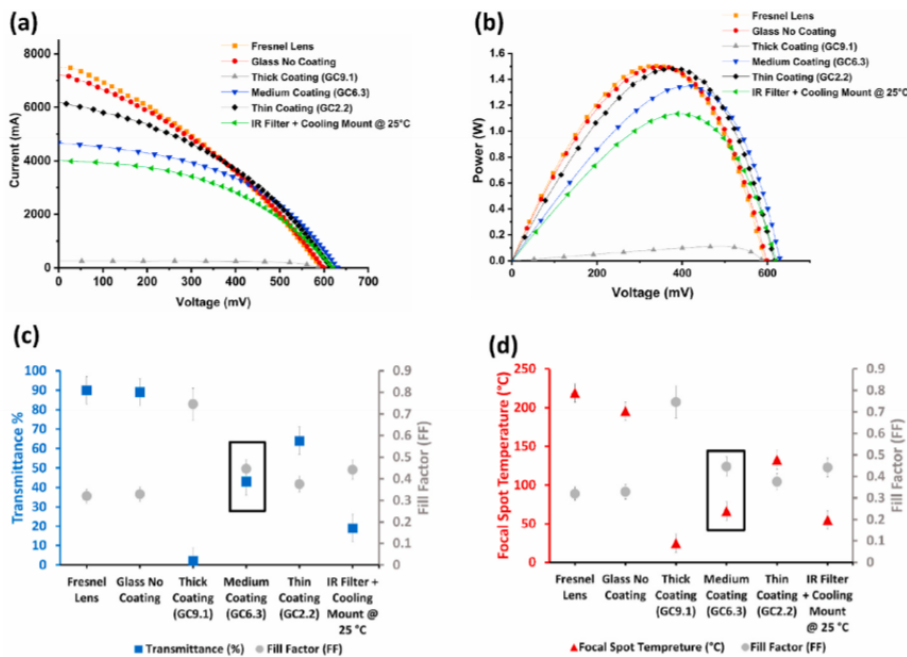 (a)
Fresnel Lens
Glass No Coating
Thick Coating (GC9.1)
Medium Coating (GC6.3)
Thin Coating (GC2.2)
IR Filter + Cooling Mount @ 25°C
Current (mA)
8000
6000
4000
2000
0
0 100 200 300 400 500 600 700
Voltage (mV)
(b)
Fresnel Lens
Glass No Coating
Thick Coating (GC9.1)
Medium Coating (GC6.3)
Thin Coating (GC2.2)
IR Filter + Cooling Mount @ 25°C
Power (W)
1.6
1.4
1.2
1.0
0.8
0.6
0.4
0.2
0.0
0 200 400 600
Voltage (mV)
(c)
Transmittance %
100
90
80
70
60
50
40
30
20
10
0
0.9
0.8
0.7
0.6
0.5
0.4
0.3
0.2
0.1
0
Fill Factor (FF)
Fresnel Glass No Thick Medium Thin IR Filter +
Lens Coating Coating Coating Coating Cooling
(GC9.1) (GC6.3) (GC2.2) Mount @
25 °C
Transmittance (%) Fill Factor (FF)
(d)
Focal Spot Temperature (°C)
250
200
150
100
50
0
0.9
0.8
0.7
0.6
0.5
0.4
0.3
0.2
0.1
0
Fill Factor (FF)
Fresnel Glass No Thick Medium Thin IR Filter
Lens Coating Coating Coating Coating + Cooling
(GC9.1) (GC6.3) (GC2.2) Mount
@ 25 °C
Focal Spot Tempreture (°C) Fill Factor (FF)